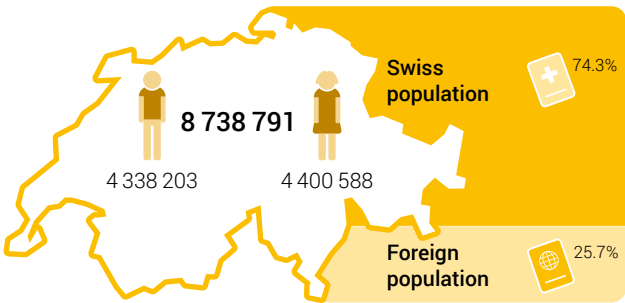 Swiss
population
74.3%
8 738 791
4 338 203
4 400 588
Foreign
population
25.7%